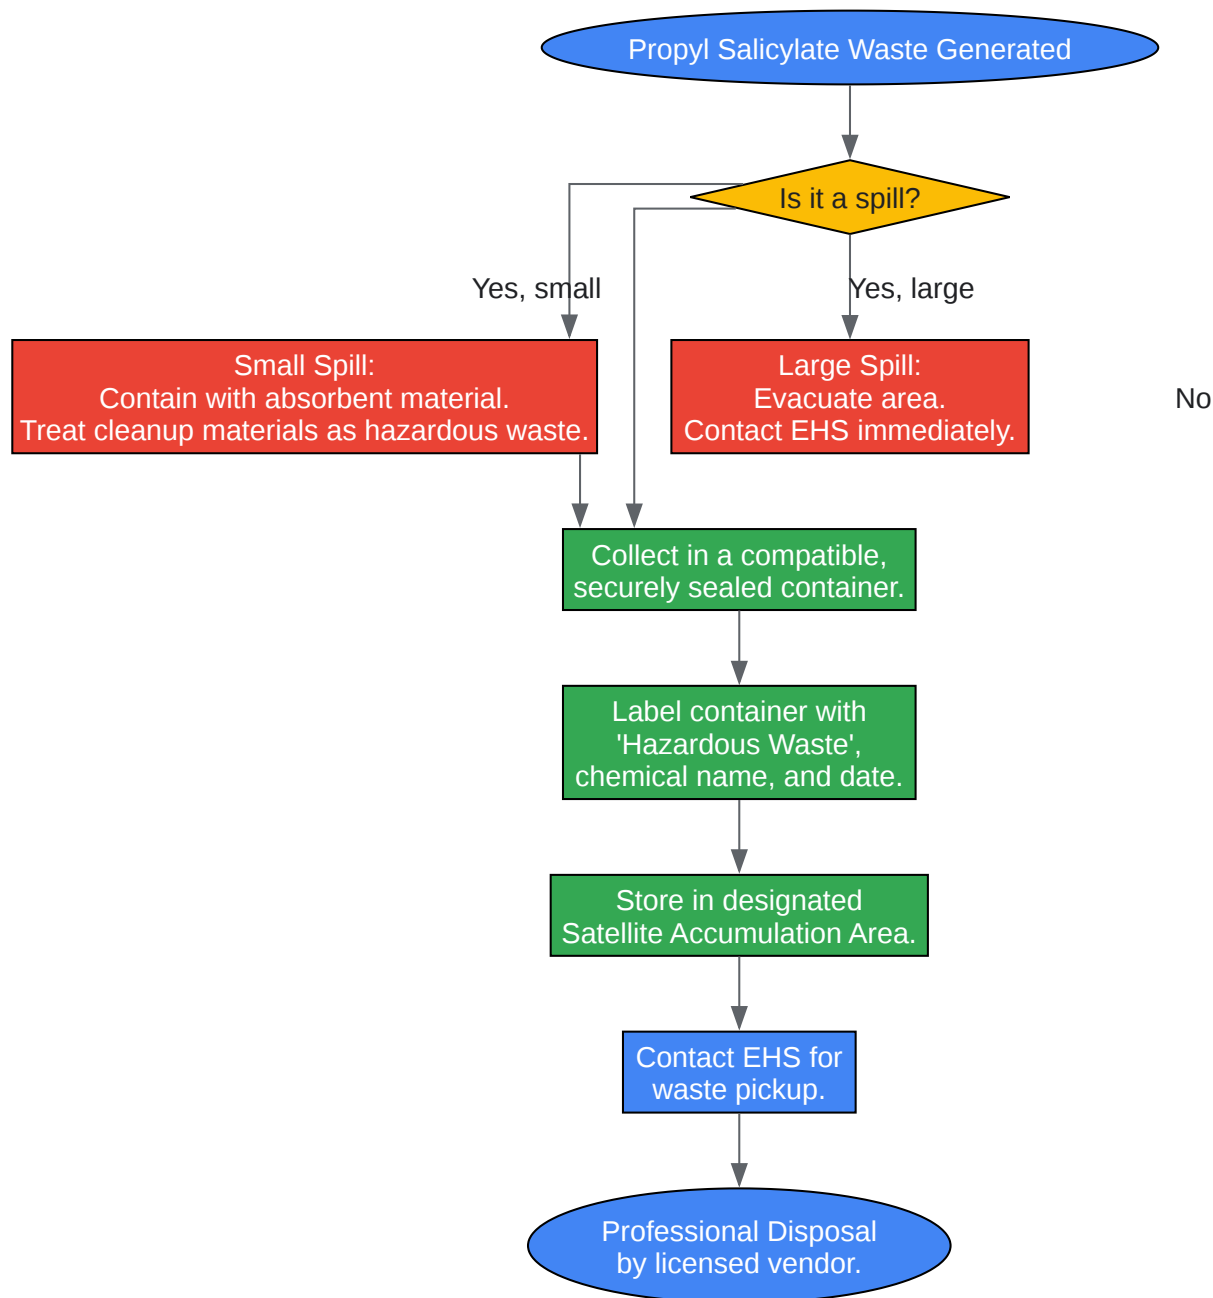 Propyl Salicylate Waste Generated
Is it a spill?
Yes, small
Yes, large
Small Spill:
Contain with absorbent material.
Treat cleanup materials as hazardous waste.
Large Spill:
Evacuate area.
Contact EHS immediately.
No
Collect in a compatible,
securely sealed container.
Label container with
'Hazardous Waste',
chemical name, and date.
Store in designated
Satellite Accumulation Area.
Contact EHS for
waste pickup.
Professional Disposal
by licensed vendor.